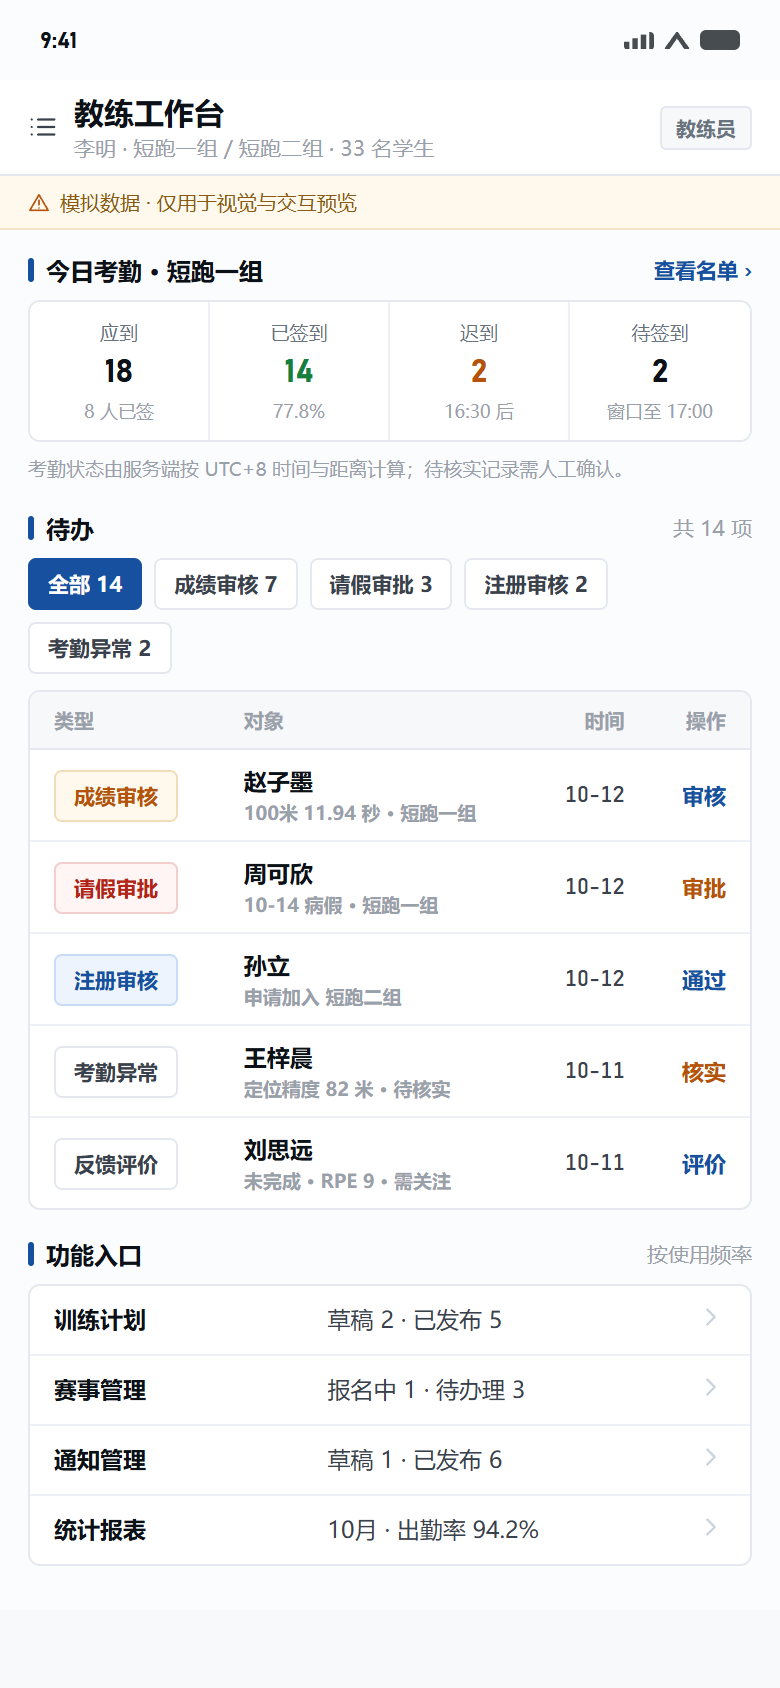 9:41
教练工作台
李明 · 短跑一组 / 短跑二组 · 33 名学生
教练员
模拟数据 · 仅用于视觉与交互预览
今日考勤 • 短跑一组
查看名单 ›
应到 已签到 迟到 待签到
18 14 2 2
8 人已签 77.8% 16:30 后 窗口至 17:00
考勤状态由服务端按 UTC+8 时间与距离计算；待核实记录需人工确认。
待办
共 14 项
全部 14 成绩审核 7 请假审批 3 注册审核 2
考勤异常 2
类型 对象 时间 操作
成绩审核 赵子墨 10-12 审核
100米 11.94 秒 • 短跑一组
请假审批 周可欣 10-12 审批
10-14 病假 • 短跑一组
注册审核 孙立 10-12 通过
申请加入 短跑二组
考勤异常 王梓晨 10-11 核实
定位精度 82 米 • 待核实
反馈评价 刘思远 10-11 评价
未完成 • RPE 9 • 需关注
功能入口
按使用频率
训练计划 草稿 2 · 已发布 5
赛事管理 报名中 1 · 待办理 3
通知管理 草稿 1 · 已发布 6
统计报表 10月 · 出勤率 94.2%